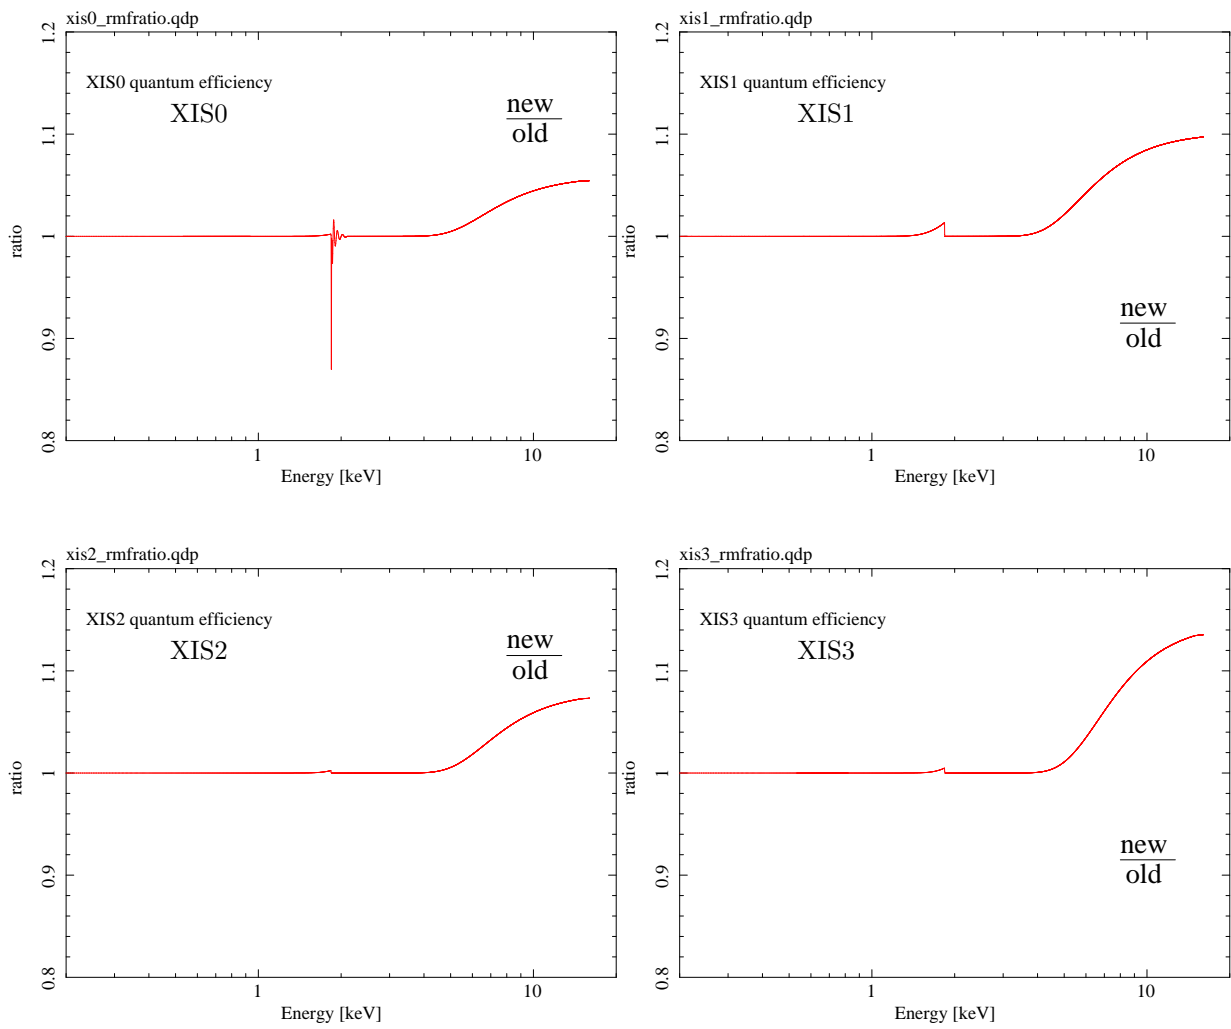 xis0_rmfratio.qdp
XIS0 quantum efficiency
XIS0
new
old
ratio
0.8
0.9
1
1.1
1.2
1
10
Energy [keV]
xis1_rmfratio.qdp
XIS1 quantum efficiency
XIS1
new
old
ratio
0.8
0.9
1
1.1
1.2
1
10
Energy [keV]
xis2_rmfratio.qdp
XIS2 quantum efficiency
XIS2
new
old
ratio
0.8
0.9
1
1.1
1.2
1
10
Energy [keV]
xis3_rmfratio.qdp
XIS3 quantum efficiency
XIS3
new
old
ratio
0.8
0.9
1
1.1
1.2
1
10
Energy [keV]